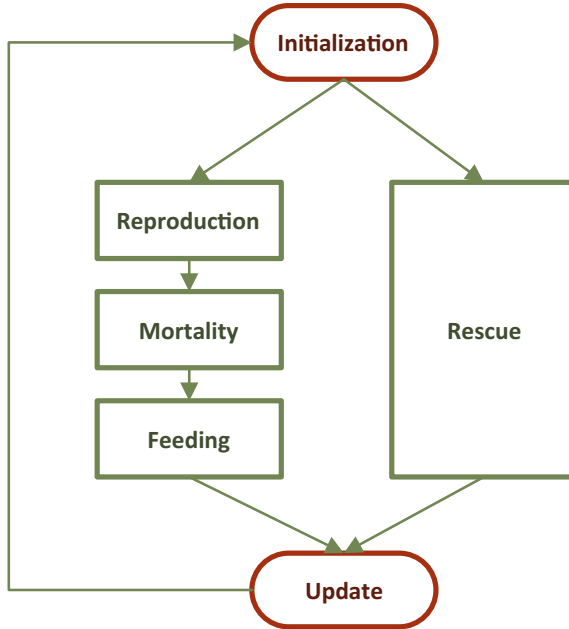 Initialization
Reproduction
Mortality
Rescue
Feeding
Update